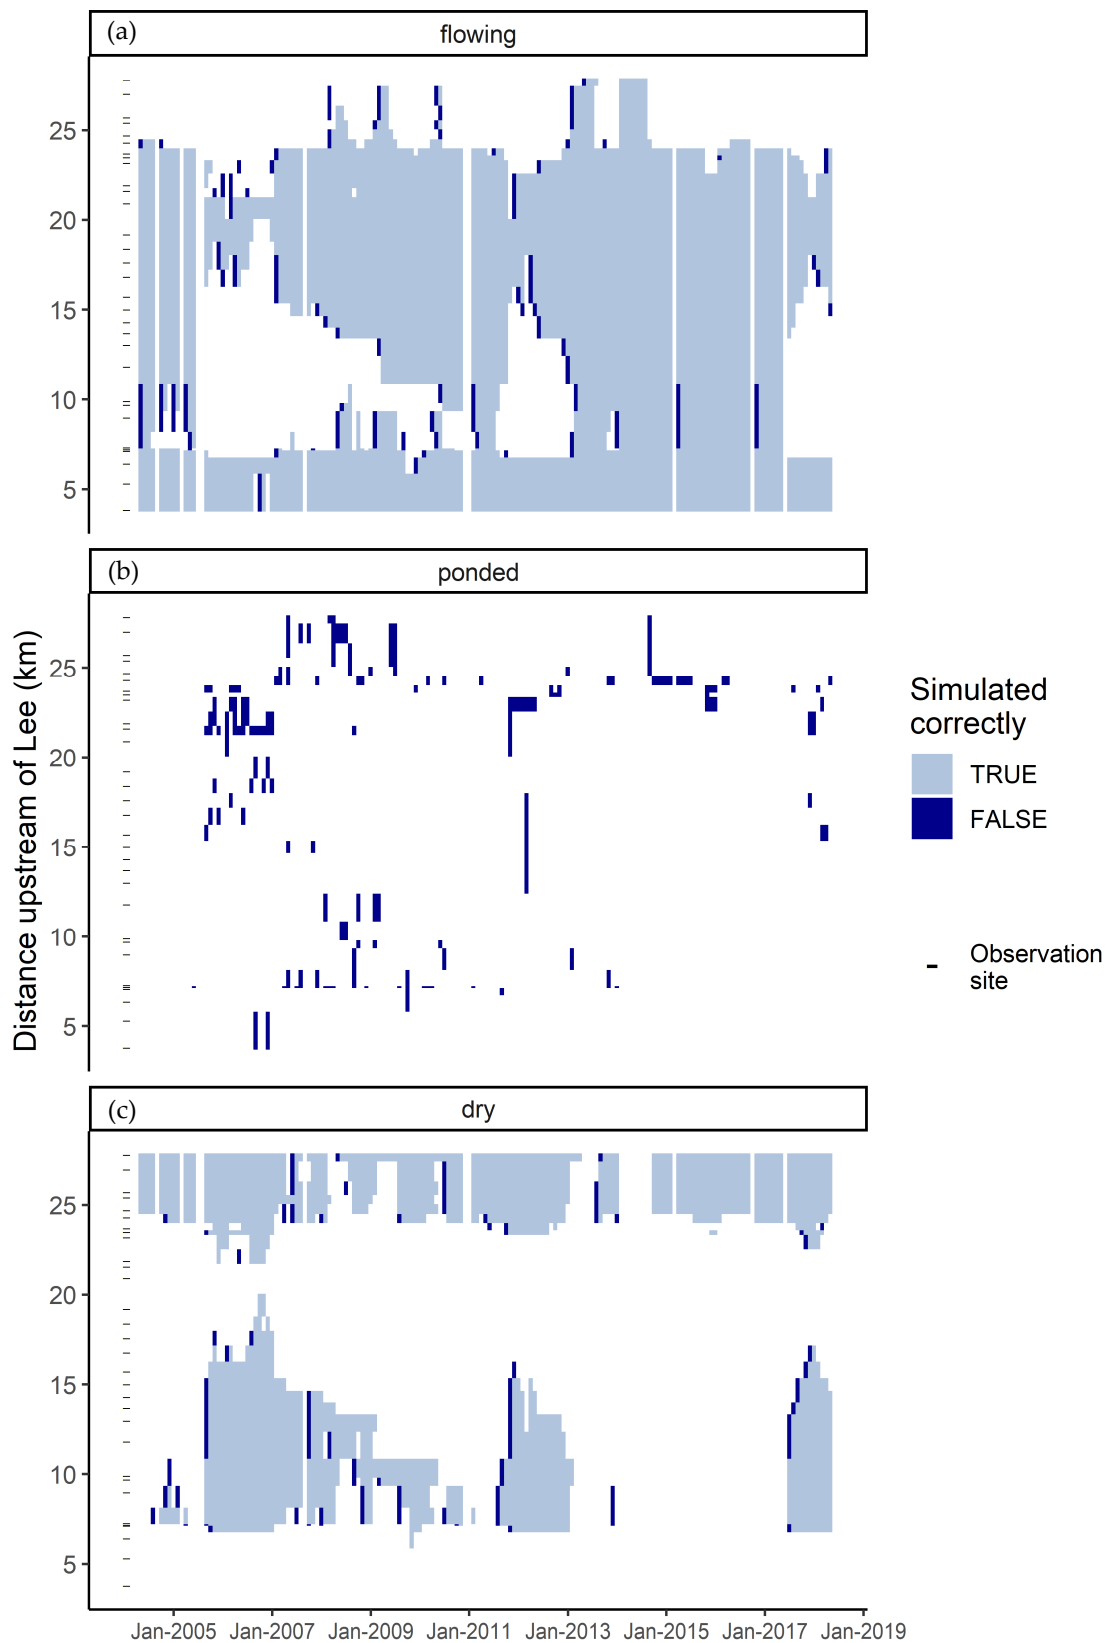 (a) flowing
25
20
15
10
5
(b) ponded
25
20
15
10
5
Distance upstream of Lee (km)
Simulated
correctly
TRUE
FALSE
Observation
site
(c) dry
25
20
15
10
5
Jan-2005 Jan-2007 Jan-2009 Jan-2011 Jan-2013 Jan-2015 Jan-2017 Jan-2019